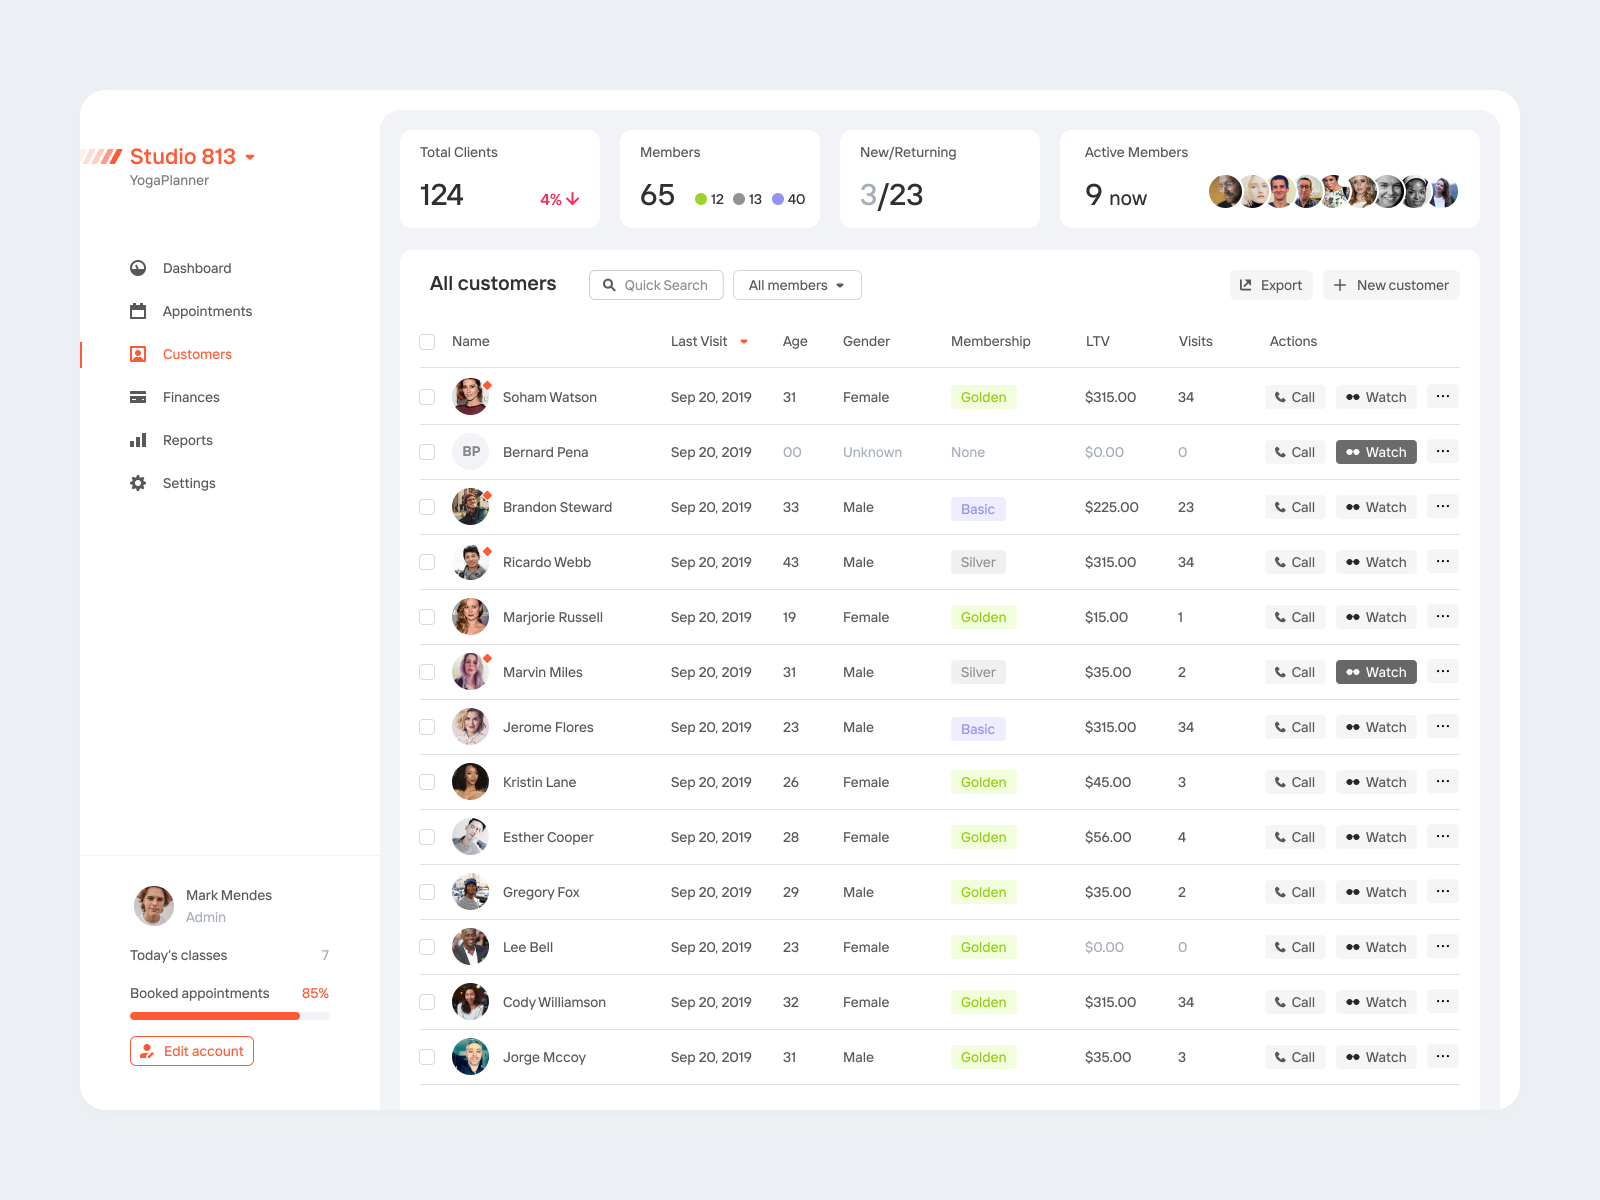 Studio 813
YogaPlanner
Dashboard
Appointments
Customers
Finances
Reports
Settings
Mark Mendes
Admin
Today's classes 7
Booked appointments 85%
Edit account
Total Clients
124 4%
Members
65 12 13 40
New/Returning
3/23
Active Members
9 now
All customers Quick Search All members Export New customer
Name Last Visit Age Gender Membership LTV Visits Actions
Soham Watson Sep 20, 2019 31 Female Golden $315.00 34 Call Watch ...
BP Bernard Pena Sep 20, 2019 00 Unknown None $0.00 0 Call Watch ...
Brandon Steward Sep 20, 2019 33 Male Basic $225.00 23 Call Watch ...
Ricardo Webb Sep 20, 2019 43 Male Silver $315.00 34 Call Watch ...
Marjorie Russell Sep 20, 2019 19 Female Golden $15.00 1 Call Watch ...
Marvin Miles Sep 20, 2019 31 Male Silver $35.00 2 Call Watch ...
Jerome Flores Sep 20, 2019 23 Male Basic $315.00 34 Call Watch ...
Kristin Lane Sep 20, 2019 26 Female Golden $45.00 3 Call Watch ...
Esther Cooper Sep 20, 2019 28 Female Golden $56.00 4 Call Watch ...
Gregory Fox Sep 20, 2019 29 Male Golden $35.00 2 Call Watch ...
Lee Bell Sep 20, 2019 23 Female Golden $0.00 0 Call Watch ...
Cody Williamson Sep 20, 2019 32 Female Golden $315.00 34 Call Watch ...
Jorge Mccoy Sep 20, 2019 31 Male Golden $35.00 3 Call Watch ...